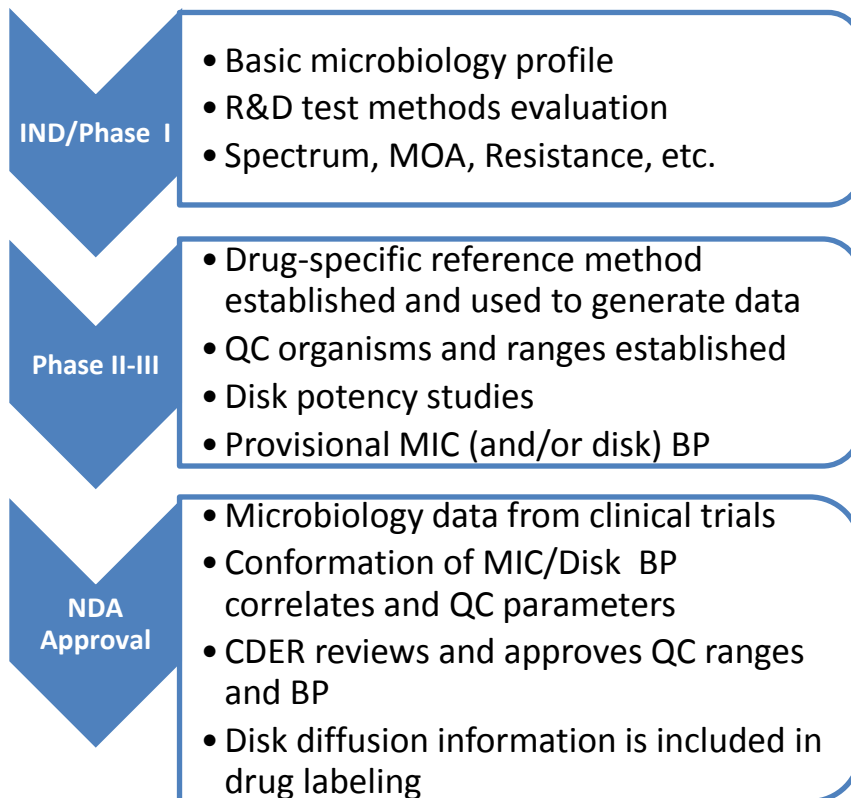 IND/Phase I
• Basic microbiology profile
• R&D test methods evaluation
• Spectrum, MOA, Resistance, etc.
Phase II-III
• Drug-specific reference method
established and used to generate data
• QC organisms and ranges established
• Disk potency studies
• Provisional MIC (and/or disk) BP
NDA
Approval
• Microbiology data from clinical trials
• Conformation of MIC/Disk BP
correlates and QC parameters
• CDER reviews and approves QC ranges
and BP
• Disk diffusion information is included in
drug labeling